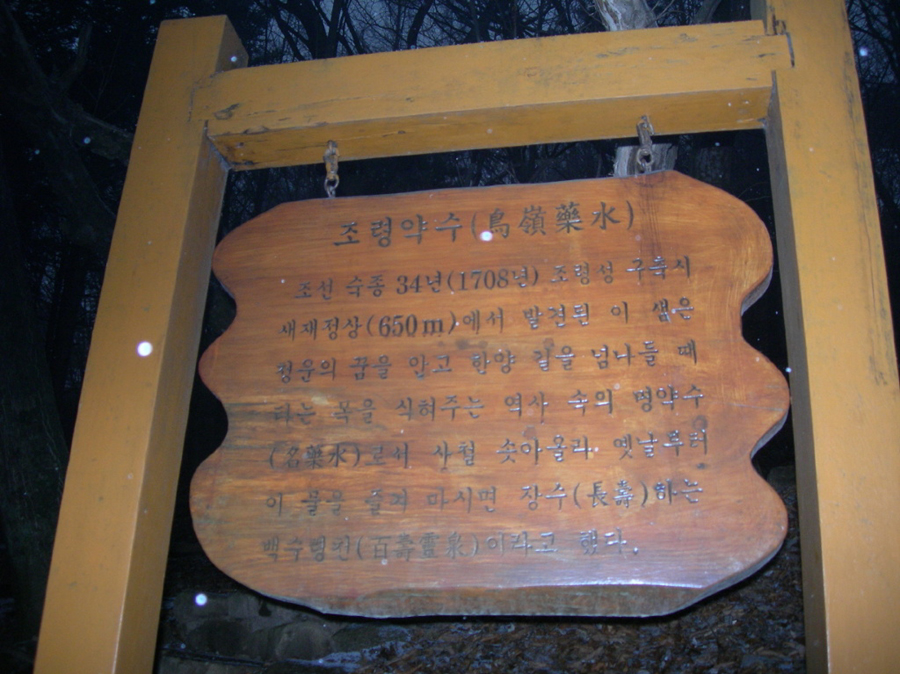 조령약수(鳥嶺藥水)
조선 숙종 34년(1708년) 조령성 구축시
새재정상(650m)에서 발견된 이 샘은
청운의 꿈을 안고 한양 길을 넘나들 때
타는 목을 식혀주는 역사 속의 명약수
(名藥水)로서 사철 솟아올라 옛날부터
이 물을 즐겨 마시면 장수(長壽)하는
백수영천(百壽靈泉)이라고 했다.